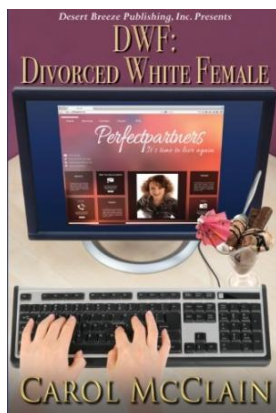 Desert Breeze Publishing, Inc. Presents
DWF:
DIVORCED WHITE FEMALE
Perfectpartners
It's time to love again
CAROL MCCLAIN